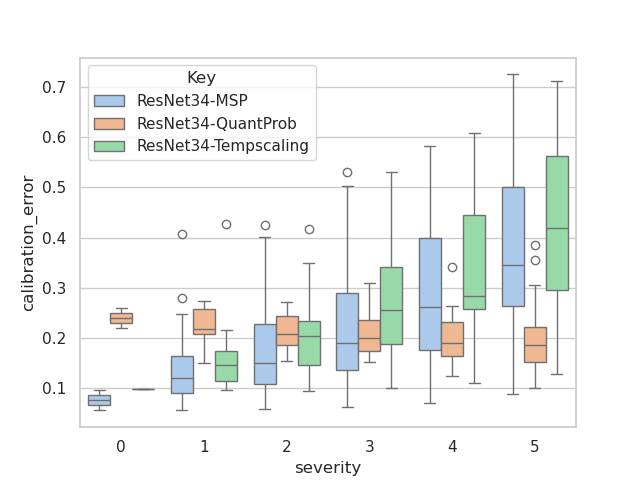 Key
ResNet34-MSP
ResNet34-QuantProb
ResNet34-Tempscaling
calibration_error
0.7
0.6
0.5
0.4
0.3
0.2
0.1
0 1 2 3 4 5
severity